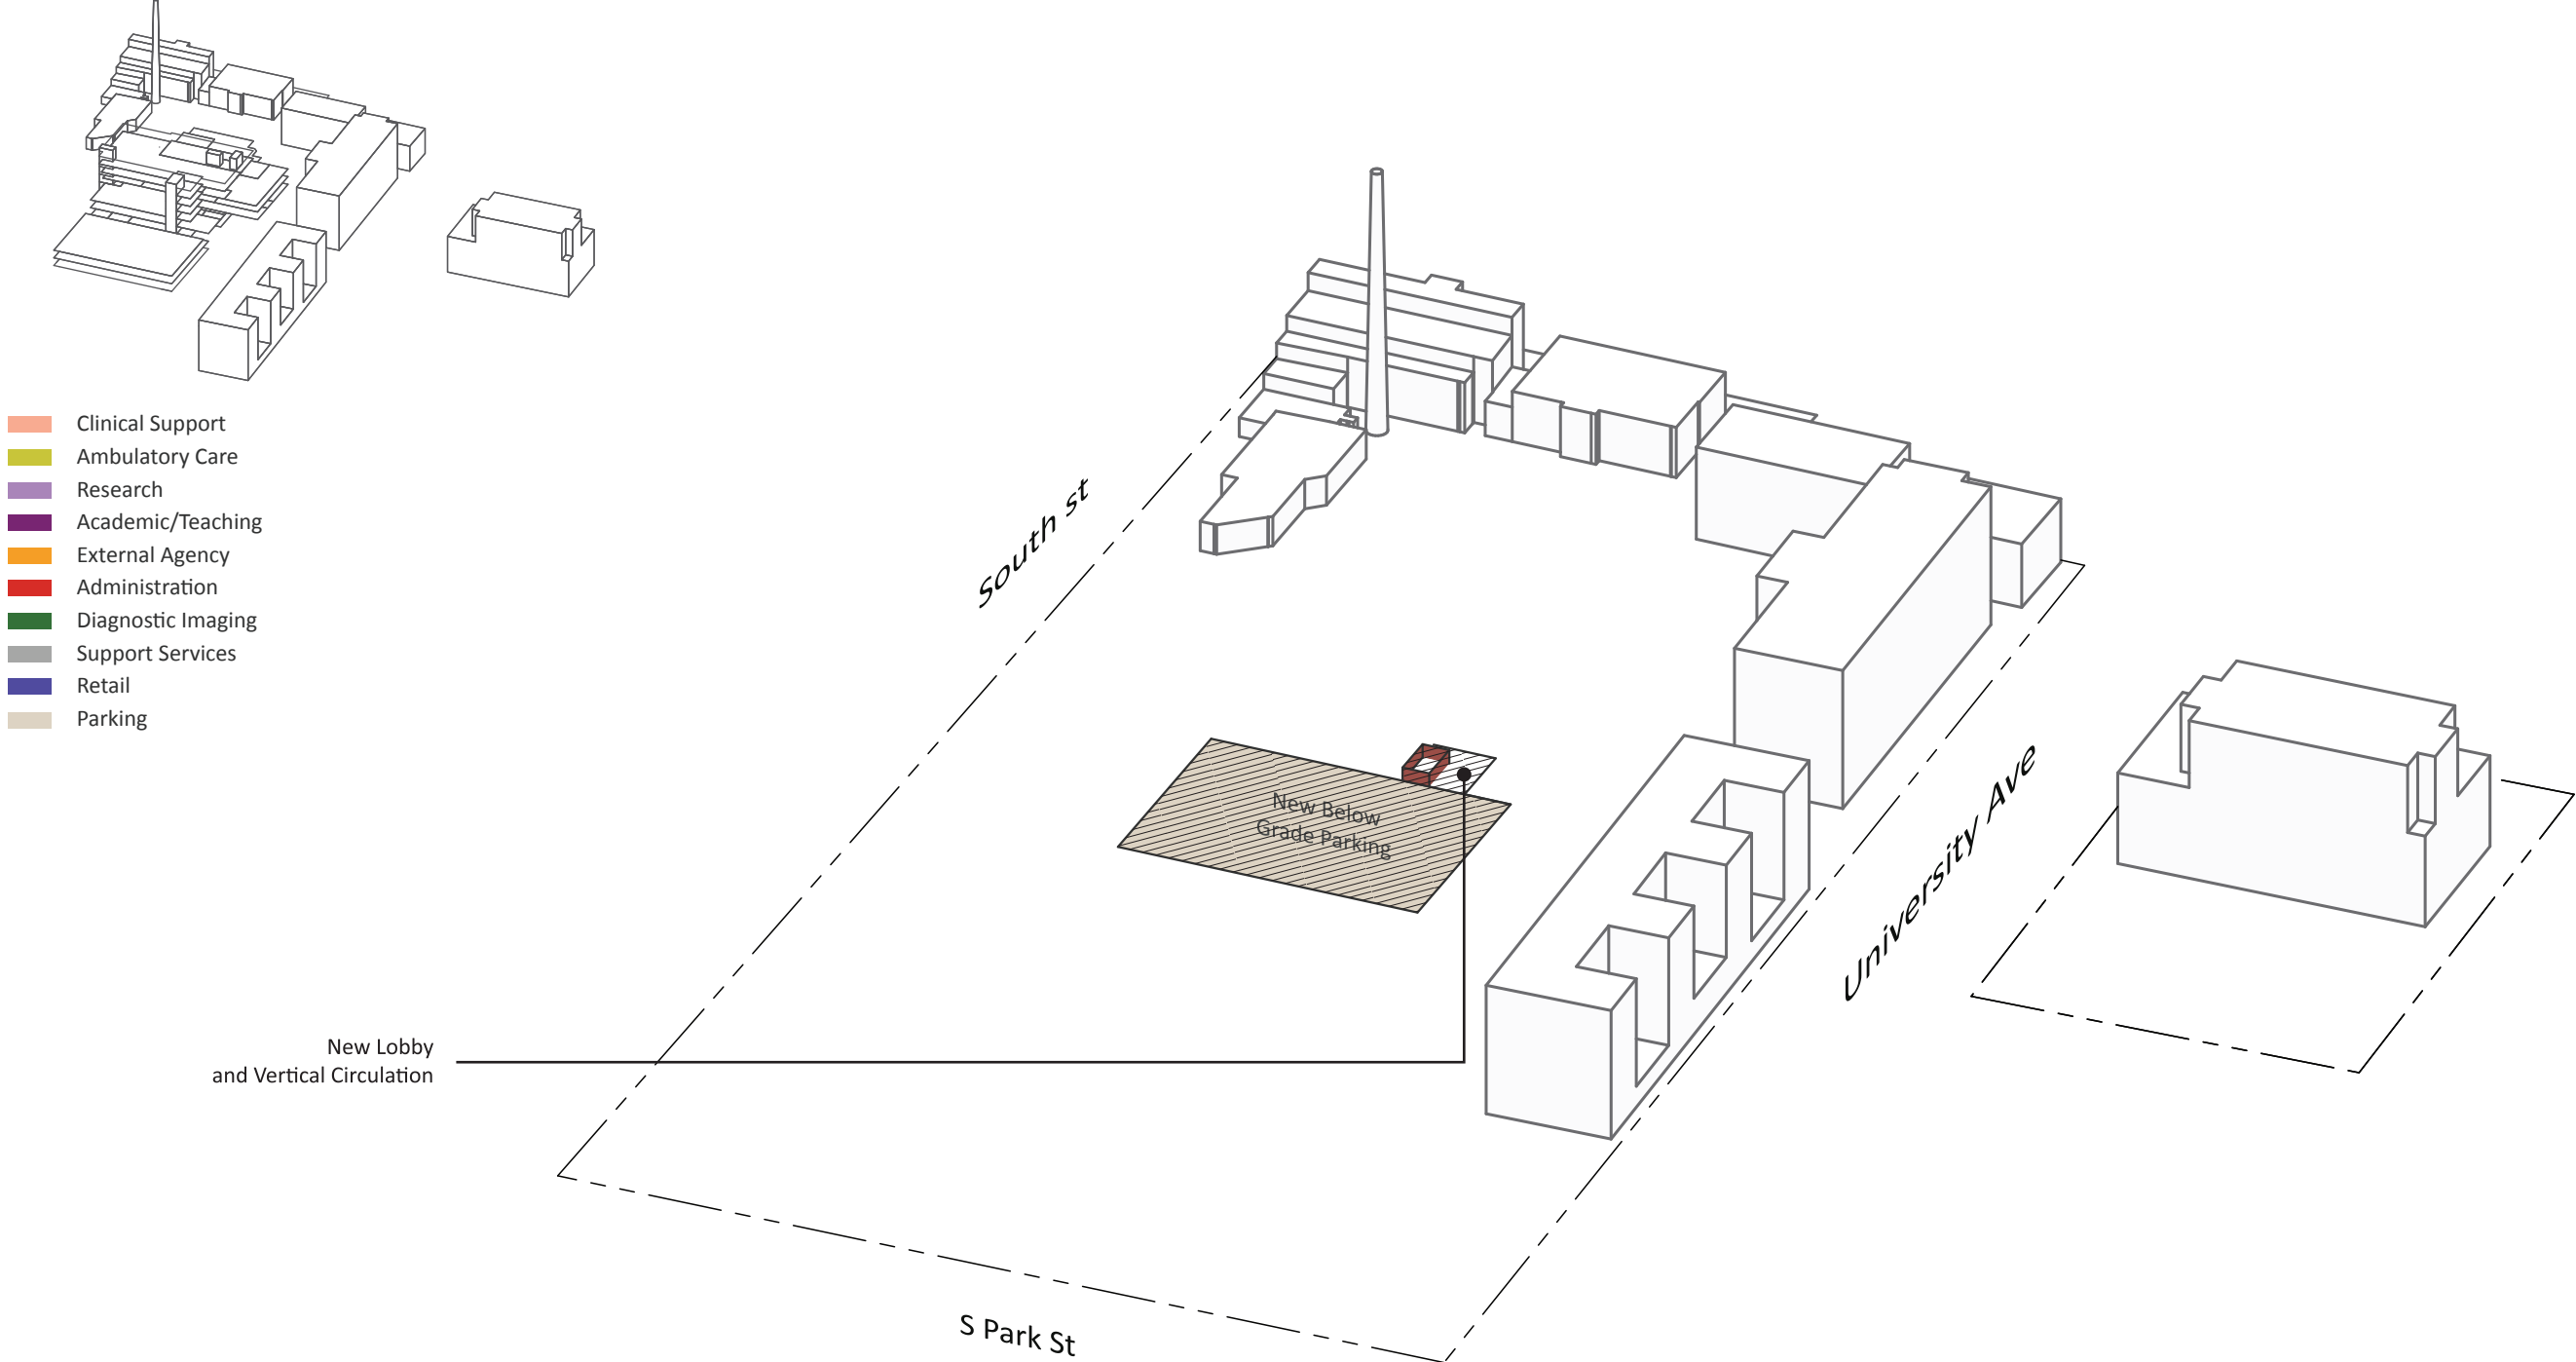 Clinical Support
Ambulatory Care
Research
Academic/Teaching
External Agency
Administration
Diagnostic Imaging
Support Services
Retail
Parking
South st
New Below
Grade Parking
University Ave
New Lobby
and Vertical Circulation
S Park St